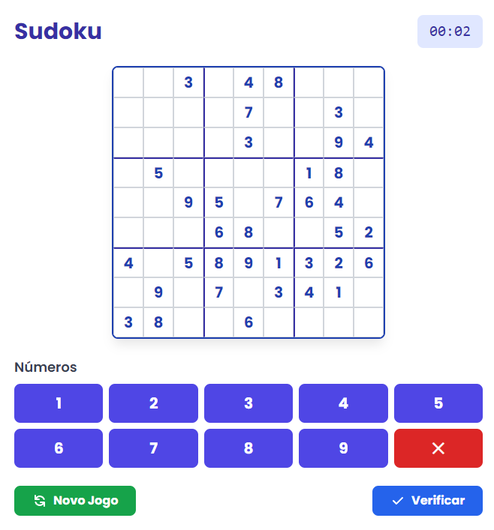 Sudoku 00:02
3 4 8
7 3
3 9 4
5 1 8
9 5 7 6 4
6 8 5 2
4 5 8 9 1 3 2 6
9 7 3 4 1
3 8 6
Números
1 2 3 4 5
6 7 8 9 ✕
Novo Jogo Verificar